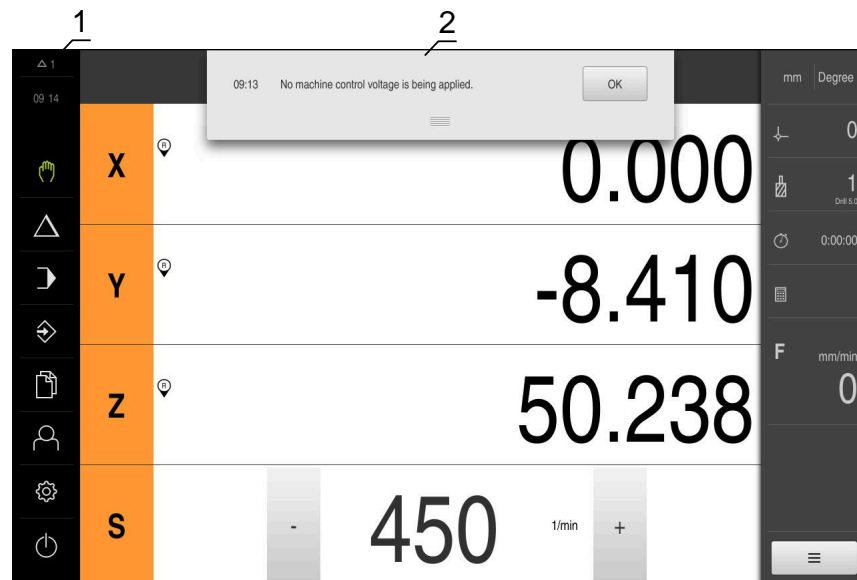 1
2
1
09 14
09:13 No machine control voltage is being applied. OK
mm Degree
X R 0.000
0
1
Drill 5.0
Y R -8.410
0:00:00
Z R 50.238
F mm/min
0
S - 450 1/min +